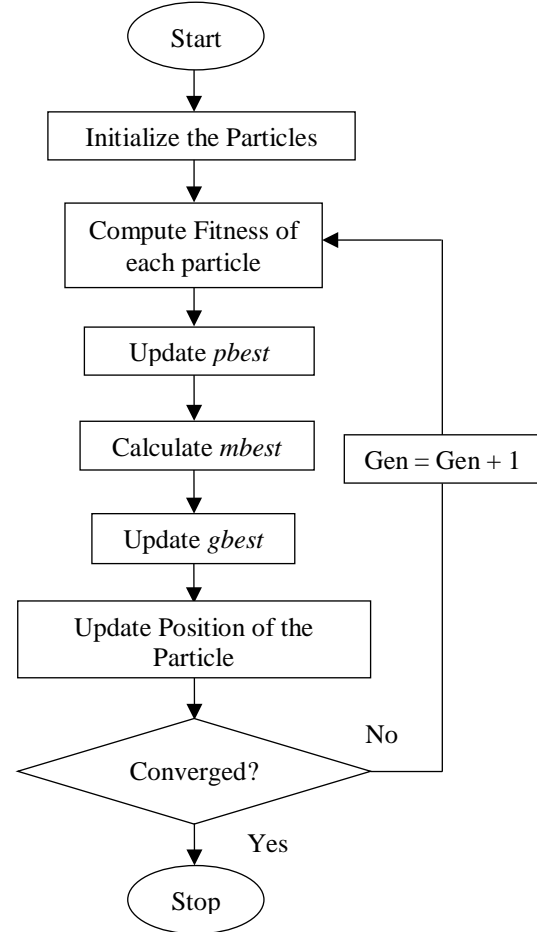 Start
Initialize the Particles
Compute Fitness of
each particle
Update pbest
Calculate mbest
Gen = Gen + 1
Update gbest
Update Position of the
Particle
No
Converged?
Yes
Stop